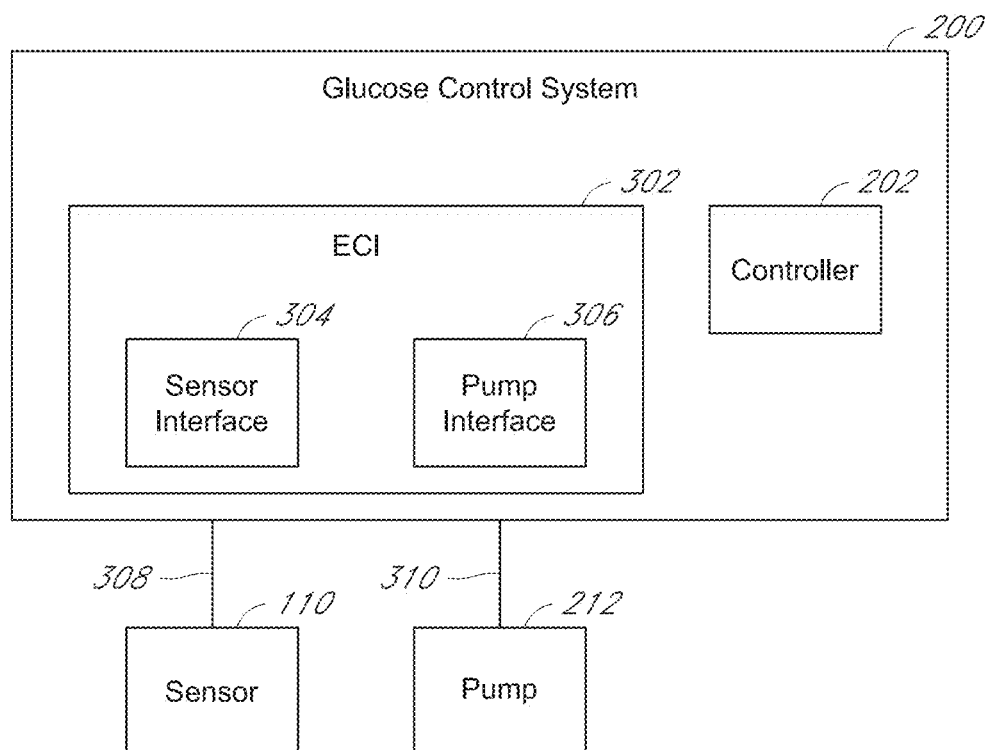 200
Glucose Control System
302
202
ECI
Controller
304
306
Sensor
Interface
Pump
Interface
308
310
110
212
Sensor
Pump